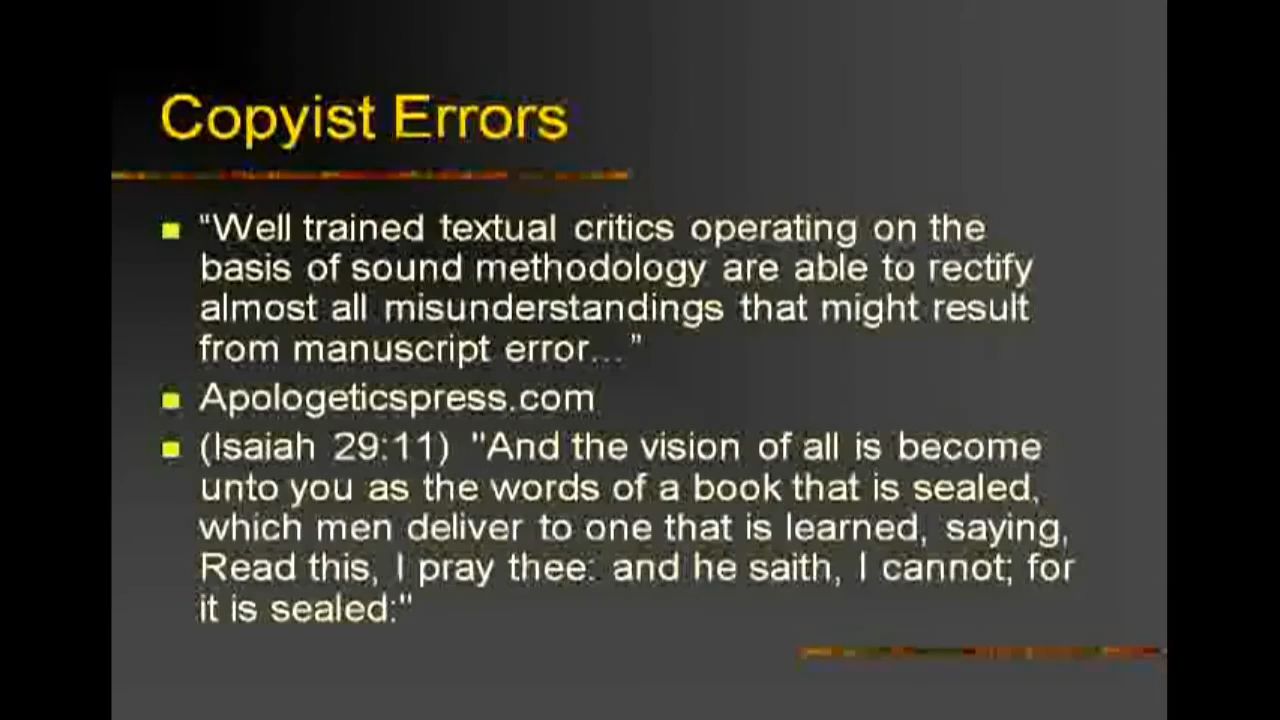 Copyist Errors
“Well trained textual critics operating on the
basis of sound methodology are able to rectify
almost all misunderstandings that might result
from manuscript error…”
Apologeticspress.com
(Isaiah 29:11) "And the vision of all is become
unto you as the words of a book that is sealed,
which men deliver to one that is learned, saying,
Read this, I pray thee: and he saith, I cannot; for
it is sealed:"